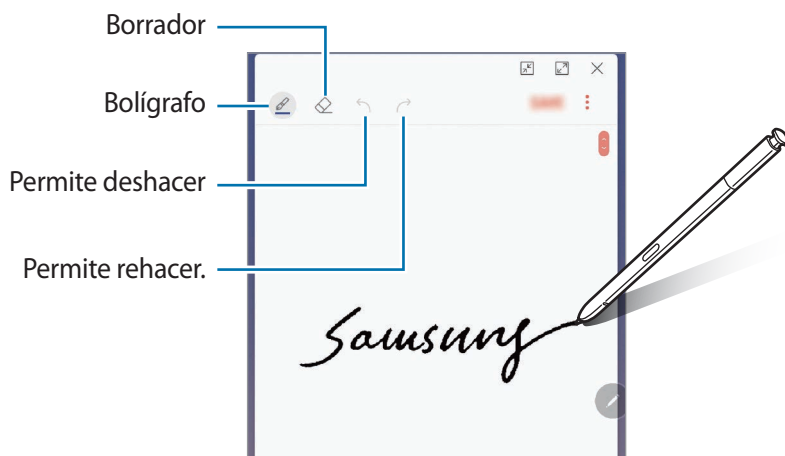 Borrador
Bolígrafo
Permite deshacer
Permite rehacer.
Samsung